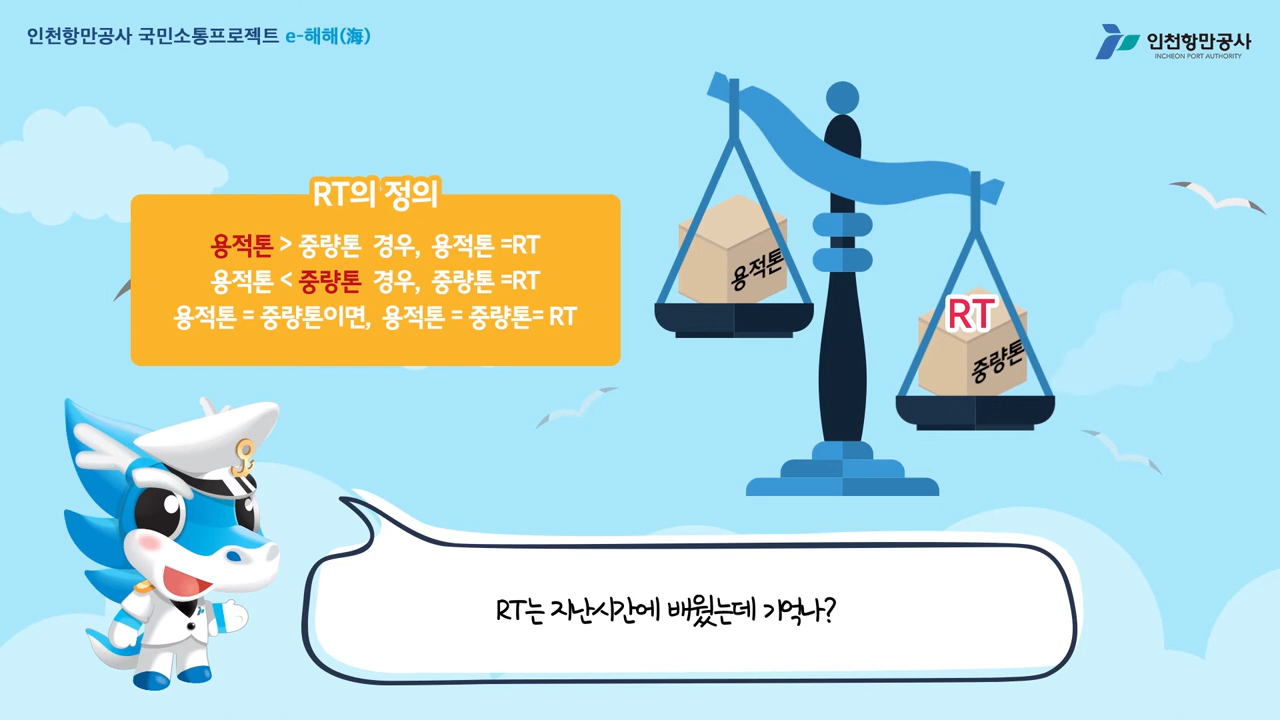 인천항만공사 국민소통프로젝트 e-해해(海)
인천항만공사
INCHEON PORT AUTHORITY
RT의 정의
용적톤 > 중량톤 경우, 용적톤 =RT
용적톤 < 중량톤 경우, 중량톤 =RT
용적톤 = 중량톤이면, 용적톤 = 중량톤= RT
용적톤
RT
중량톤
RT는 지난시간에 배웠는데 기억나?